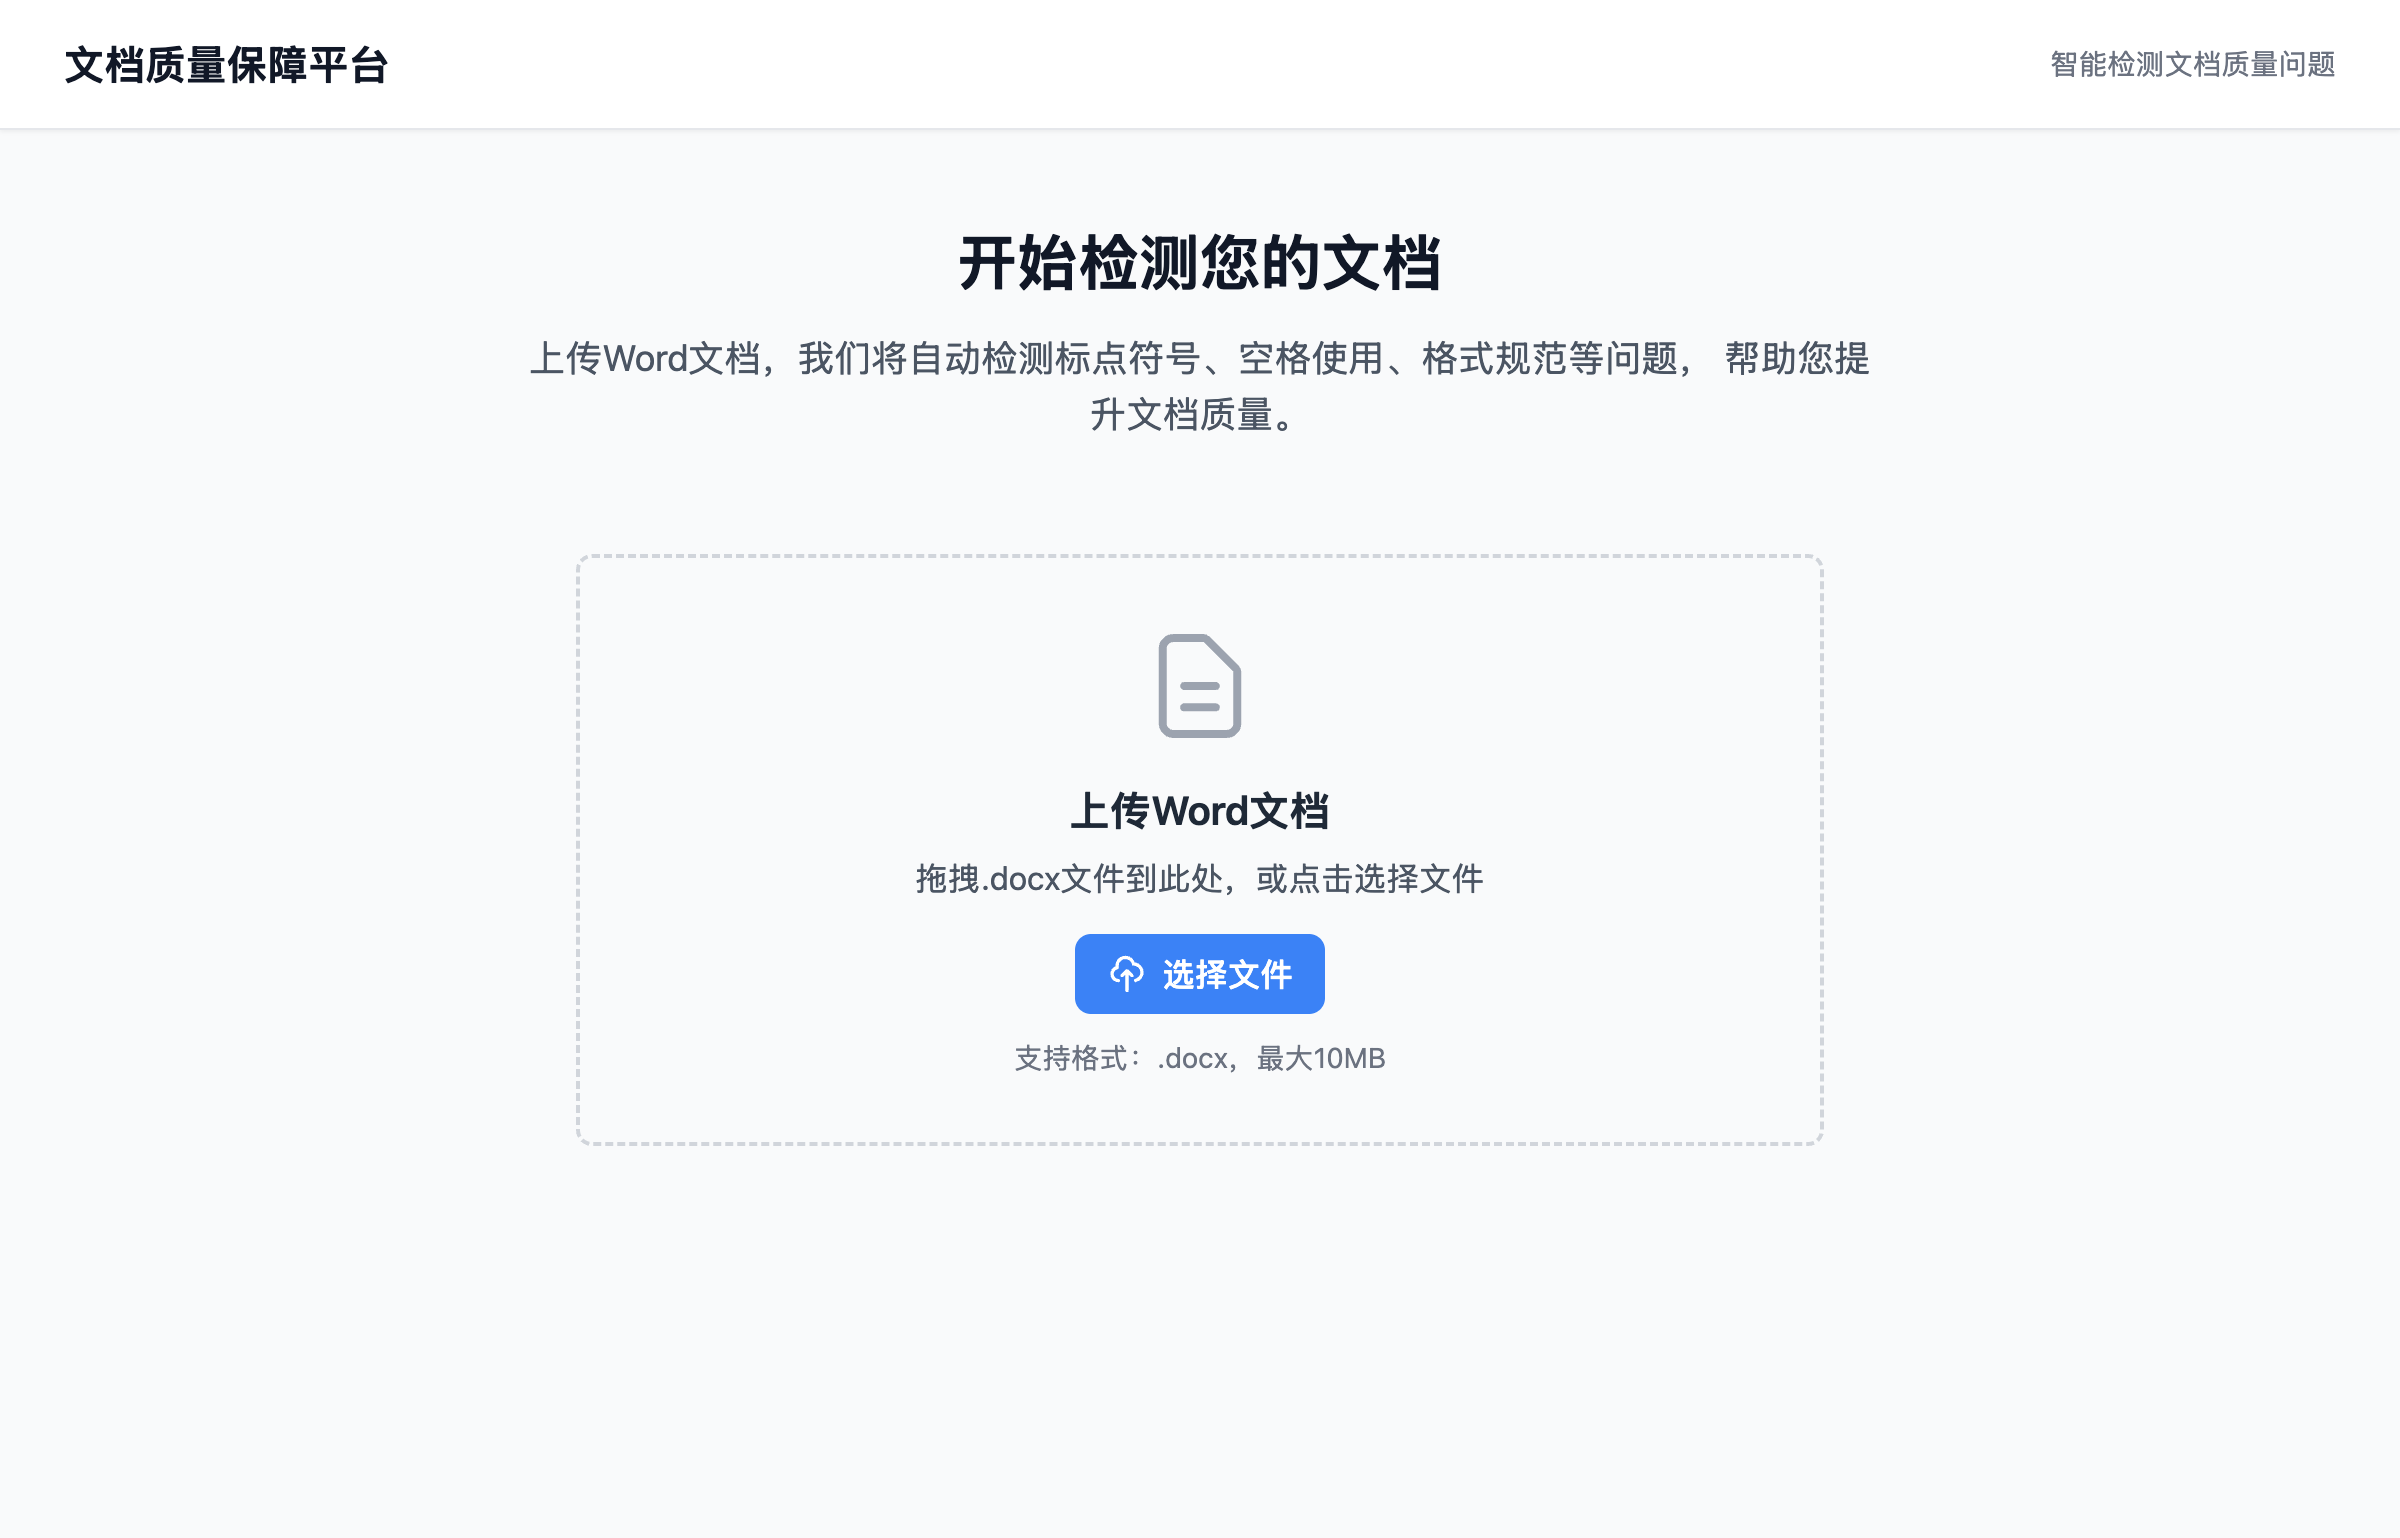 文档质量保障平台
智能检测文档质量问题
开始检测您的文档
上传Word文档，我们将自动检测标点符号、空格使用、格式规范等问题， 帮助您提
升文档质量。
上传Word文档
拖拽.docx文件到此处，或点击选择文件
选择文件
支持格式：.docx，最大10MB